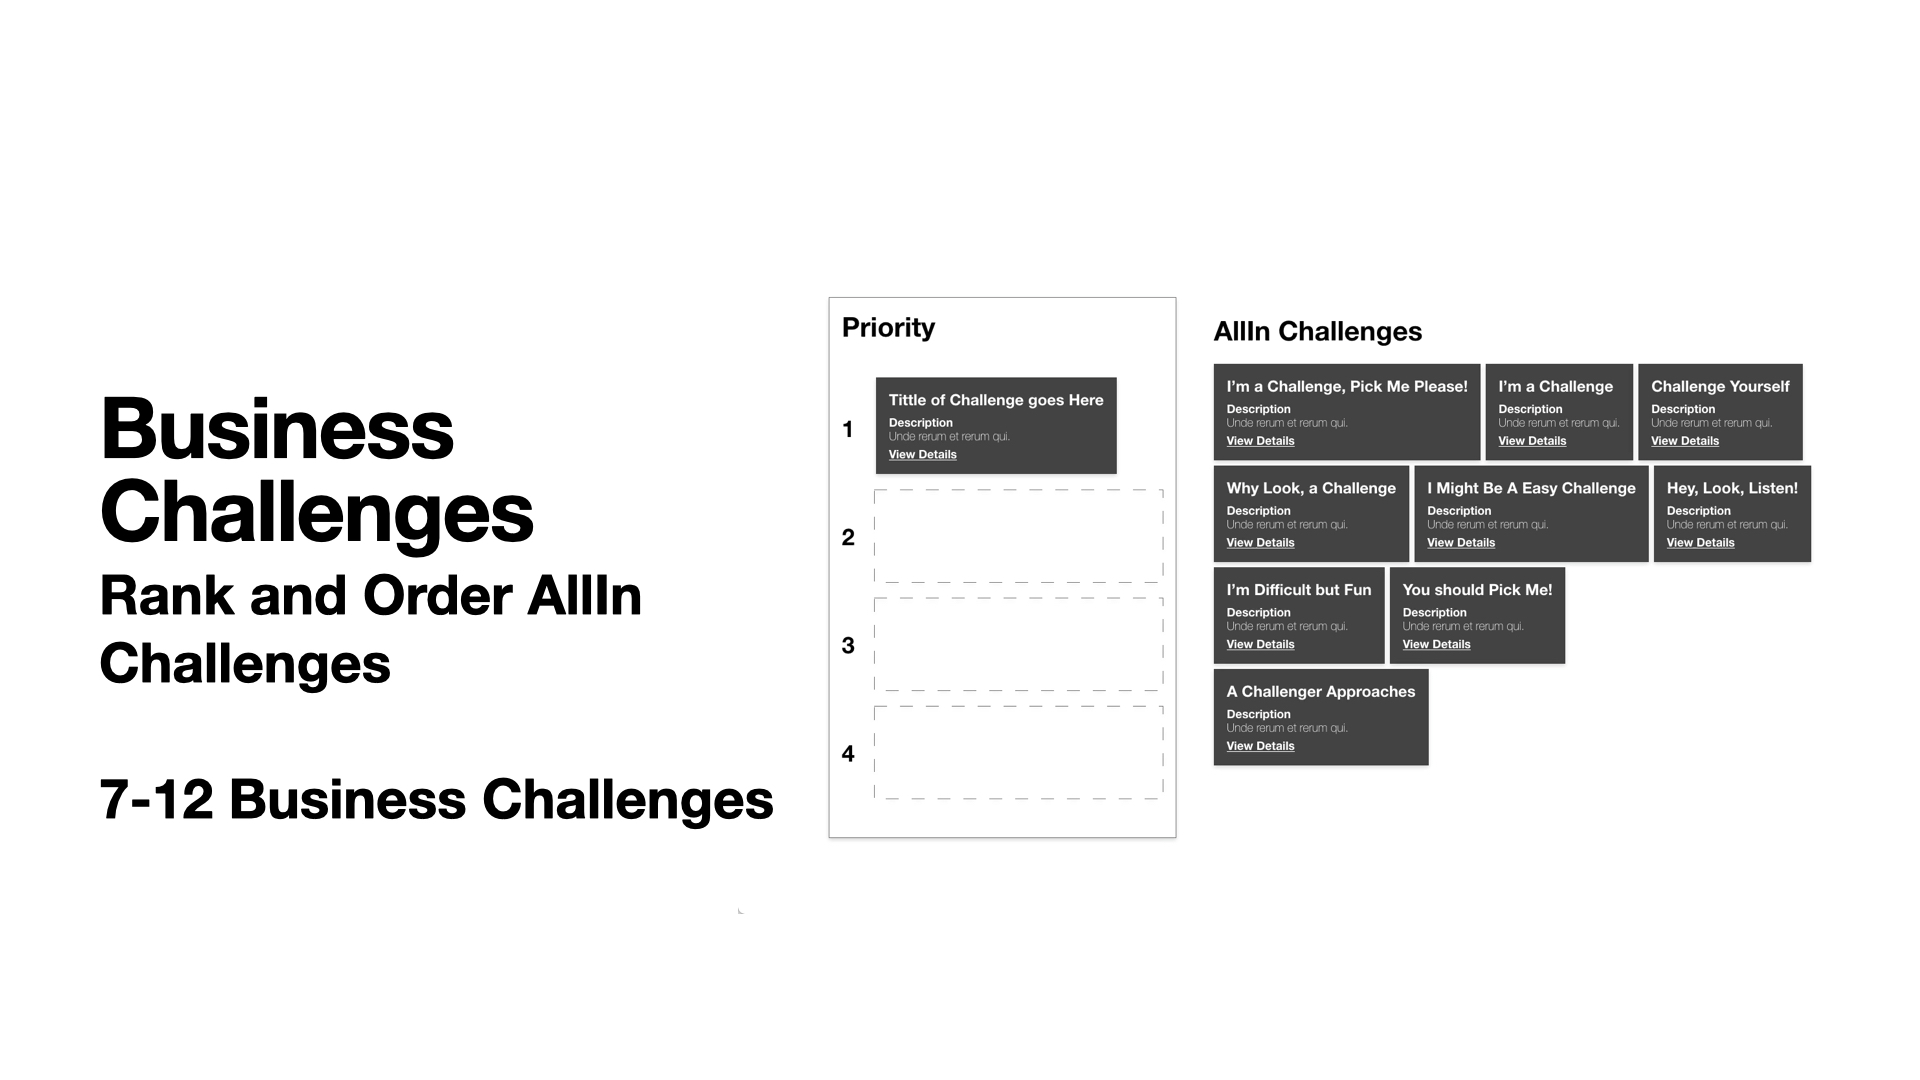 Business
Challenges
Rank and Order AllIn
Challenges
7-12 Business Challenges
Priority
1
Tittle of Challenge goes Here
Description
Unde rerum et rerum qui.
View Details
2
3
4
AllIn Challenges
I’m a Challenge, Pick Me Please!
Description
Unde rerum et rerum qui.
View Details
I’m a Challenge
Description
Unde rerum et rerum qui.
View Details
Challenge Yourself
Description
Unde rerum et rerum qui.
View Details
Why Look, a Challenge
Description
Unde rerum et rerum qui.
View Details
I Might Be A Easy Challenge
Description
Unde rerum et rerum qui.
View Details
Hey, Look, Listen!
Description
Unde rerum et rerum qui.
View Details
I’m Difficult but Fun
Description
Unde rerum et rerum qui.
View Details
You should Pick Me!
Description
Unde rerum et rerum qui.
View Details
A Challenger Approaches
Description
Unde rerum et rerum qui.
View Details